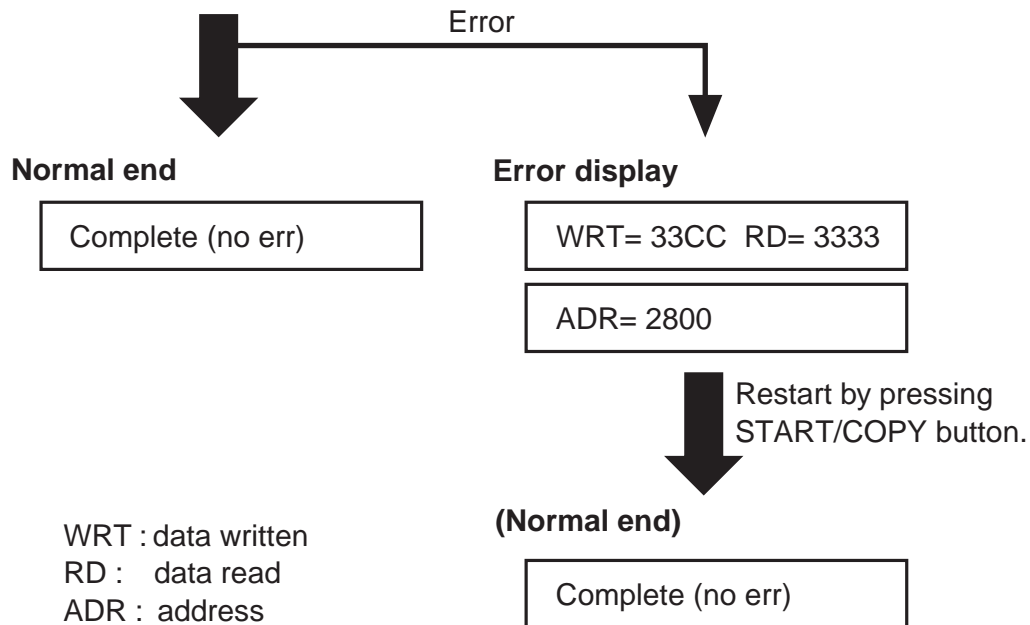 Error
Normal end
Complete (no err)
Error display
WRT= 33CC RD= 3333
ADR= 2800
Restart by pressing
START/COPY button.
(Normal end)
Complete (no err)
WRT : data written
RD : data read
ADR : address